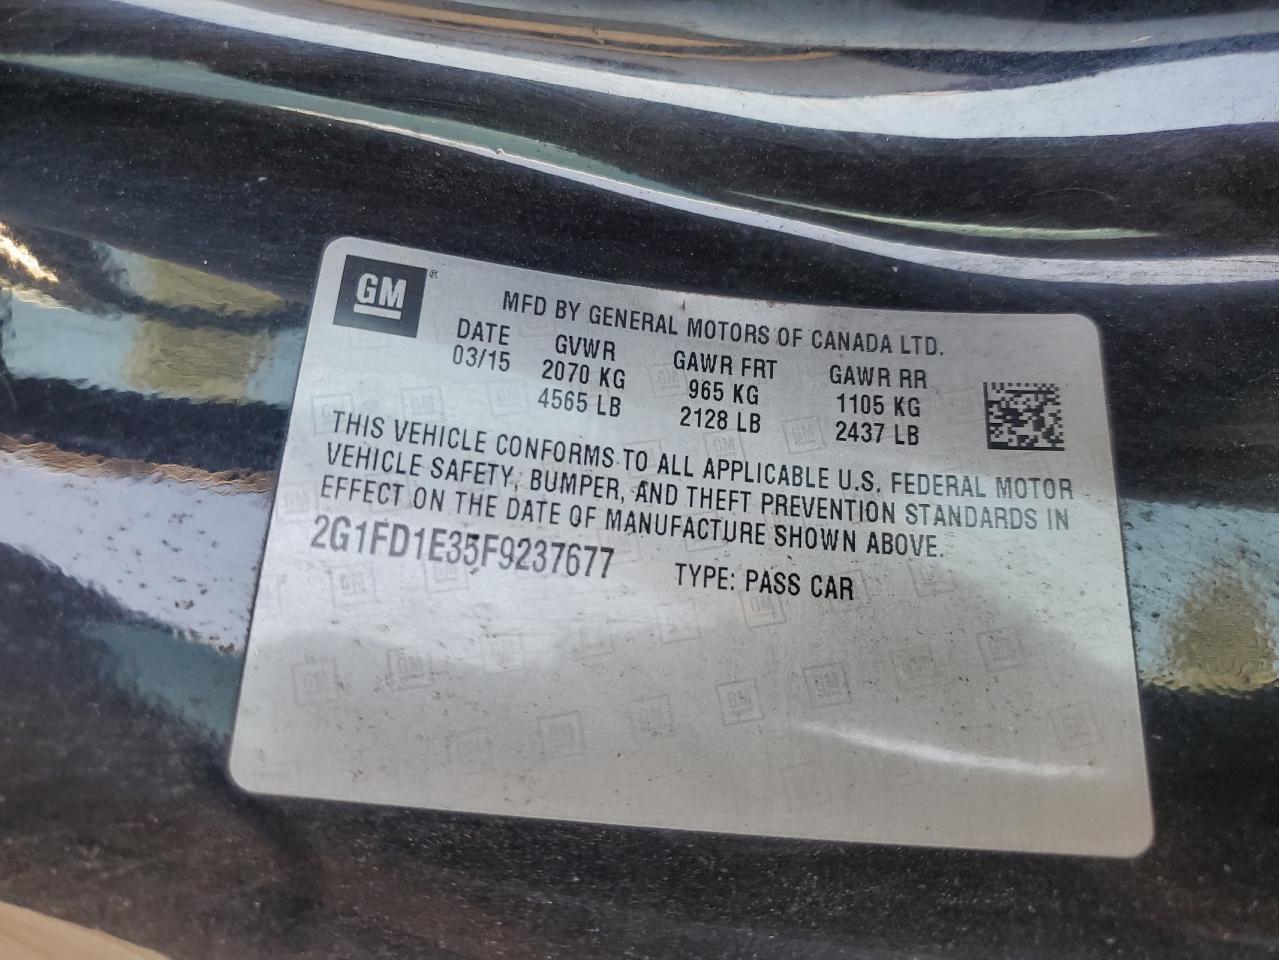 GM®
MFD BY GENERAL MOTORS OF CANADA LTD.
DATE GVWR GAWR FRT GAWR RR
03/15 2070 KG 965 KG 1105 KG
4565 LB 2128 LB 2437 LB
THIS VEHICLE CONFORMS TO ALL APPLICABLE U.S. FEDERAL MOTOR
VEHICLE SAFETY, BUMPER, AND THEFT PREVENTION STANDARDS IN
EFFECT ON THE DATE OF MANUFACTURE SHOWN ABOVE.
2G1FD1E35F9237677 TYPE: PASS CAR